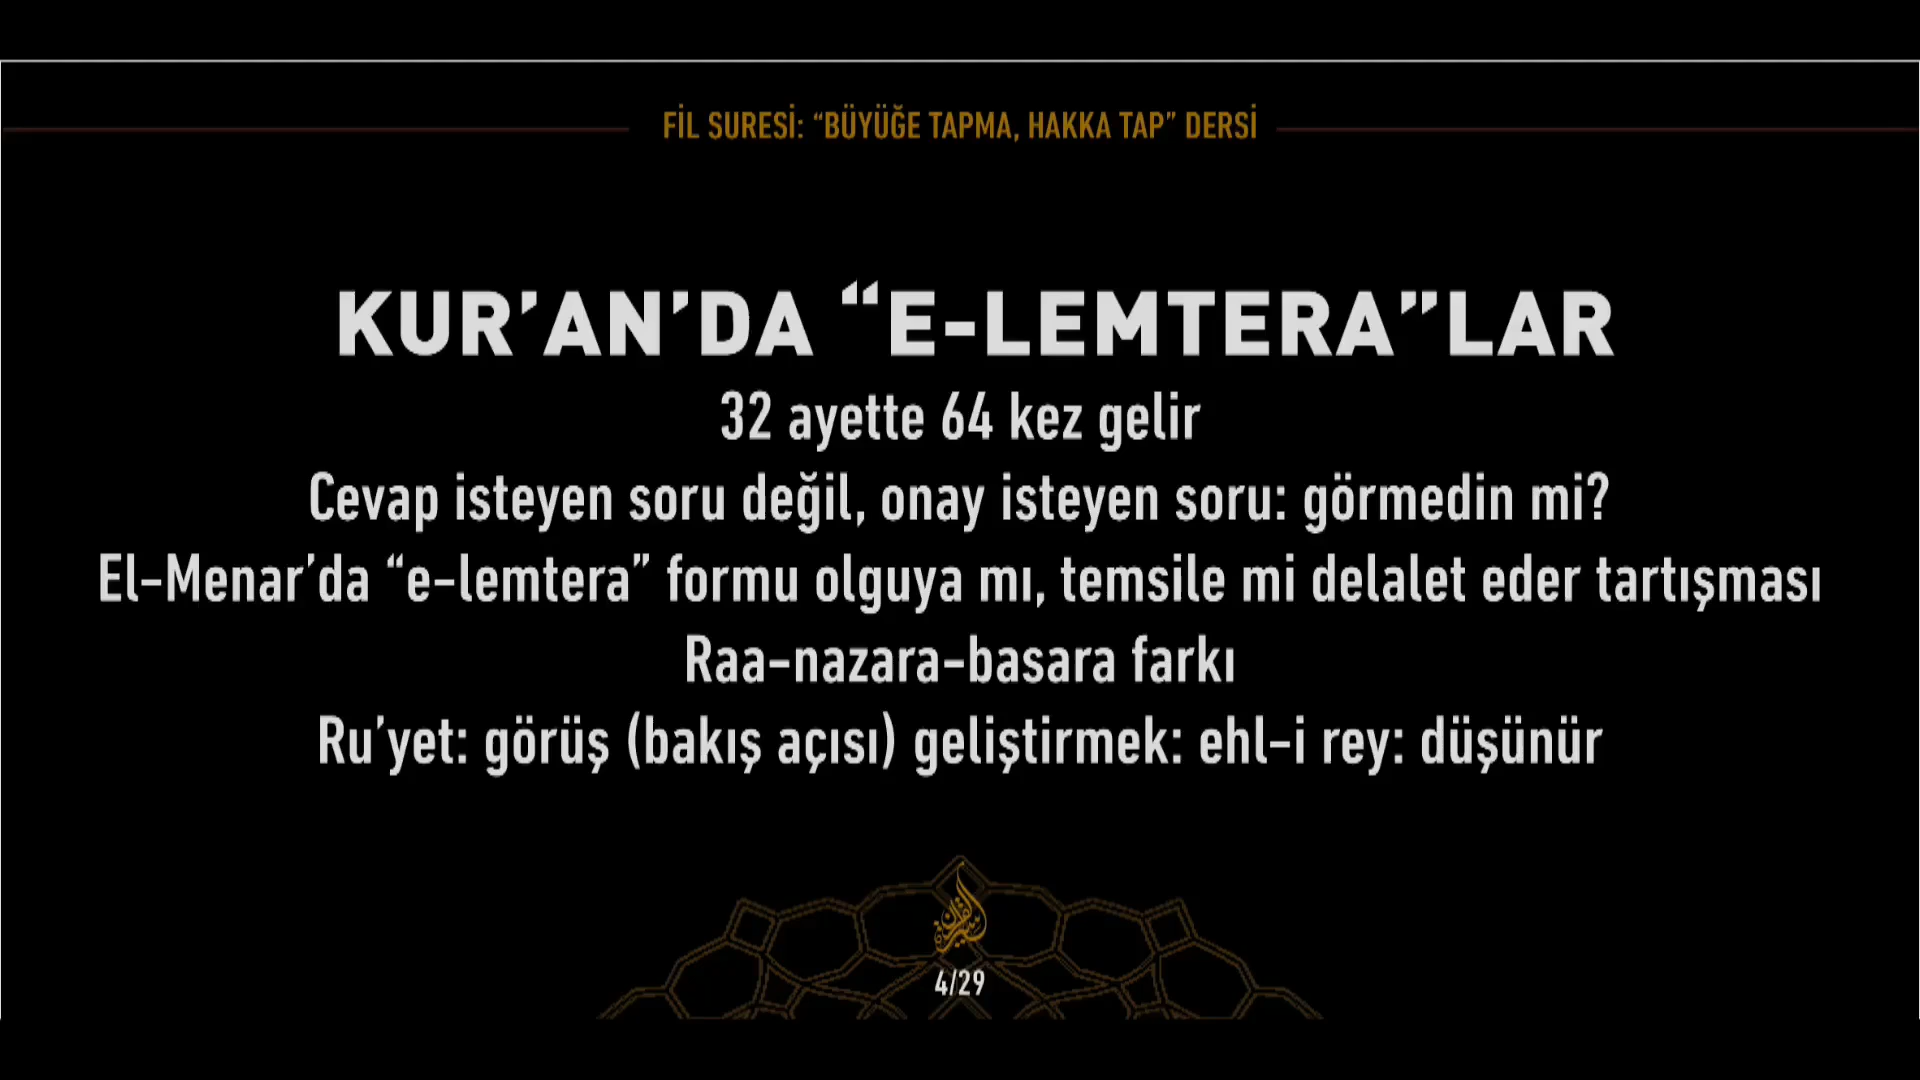 FİL SURESİ: “BÜYÜĞE TAPMA, HAKKA TAP” DERSİ
KUR’AN’DA “E-LEMTERA”LAR
32 ayette 64 kez gelir
Cevap isteyen soru değil, onay isteyen soru: görmedin mi?
El-Menar’da “e-lemtera” formu olguya mı, temsile mi delalet eder tartışması
Raa-nazara-basara farkı
Ru’yet: görüş (bakış açısı) geliştirmek: ehl-i rey: düşünür
4/29